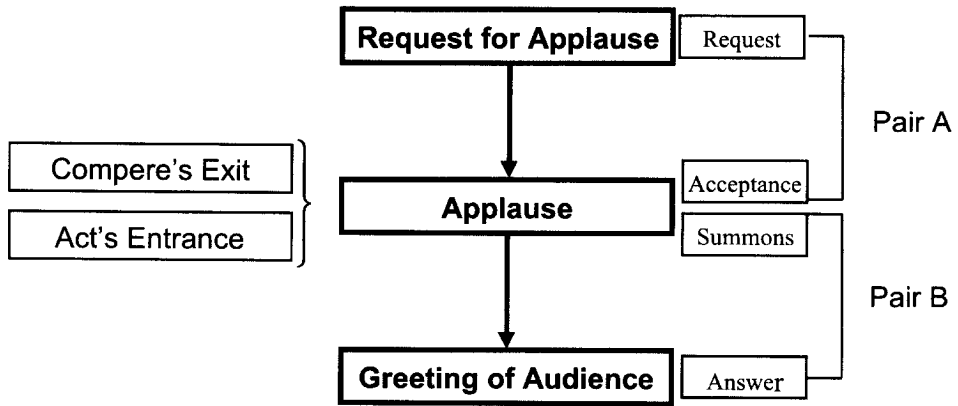 Request for Applause
Request
Pair A
Compere's Exit
Acceptance
Applause
Act's Entrance
Summons
Pair B
Greeting of Audience
Answer